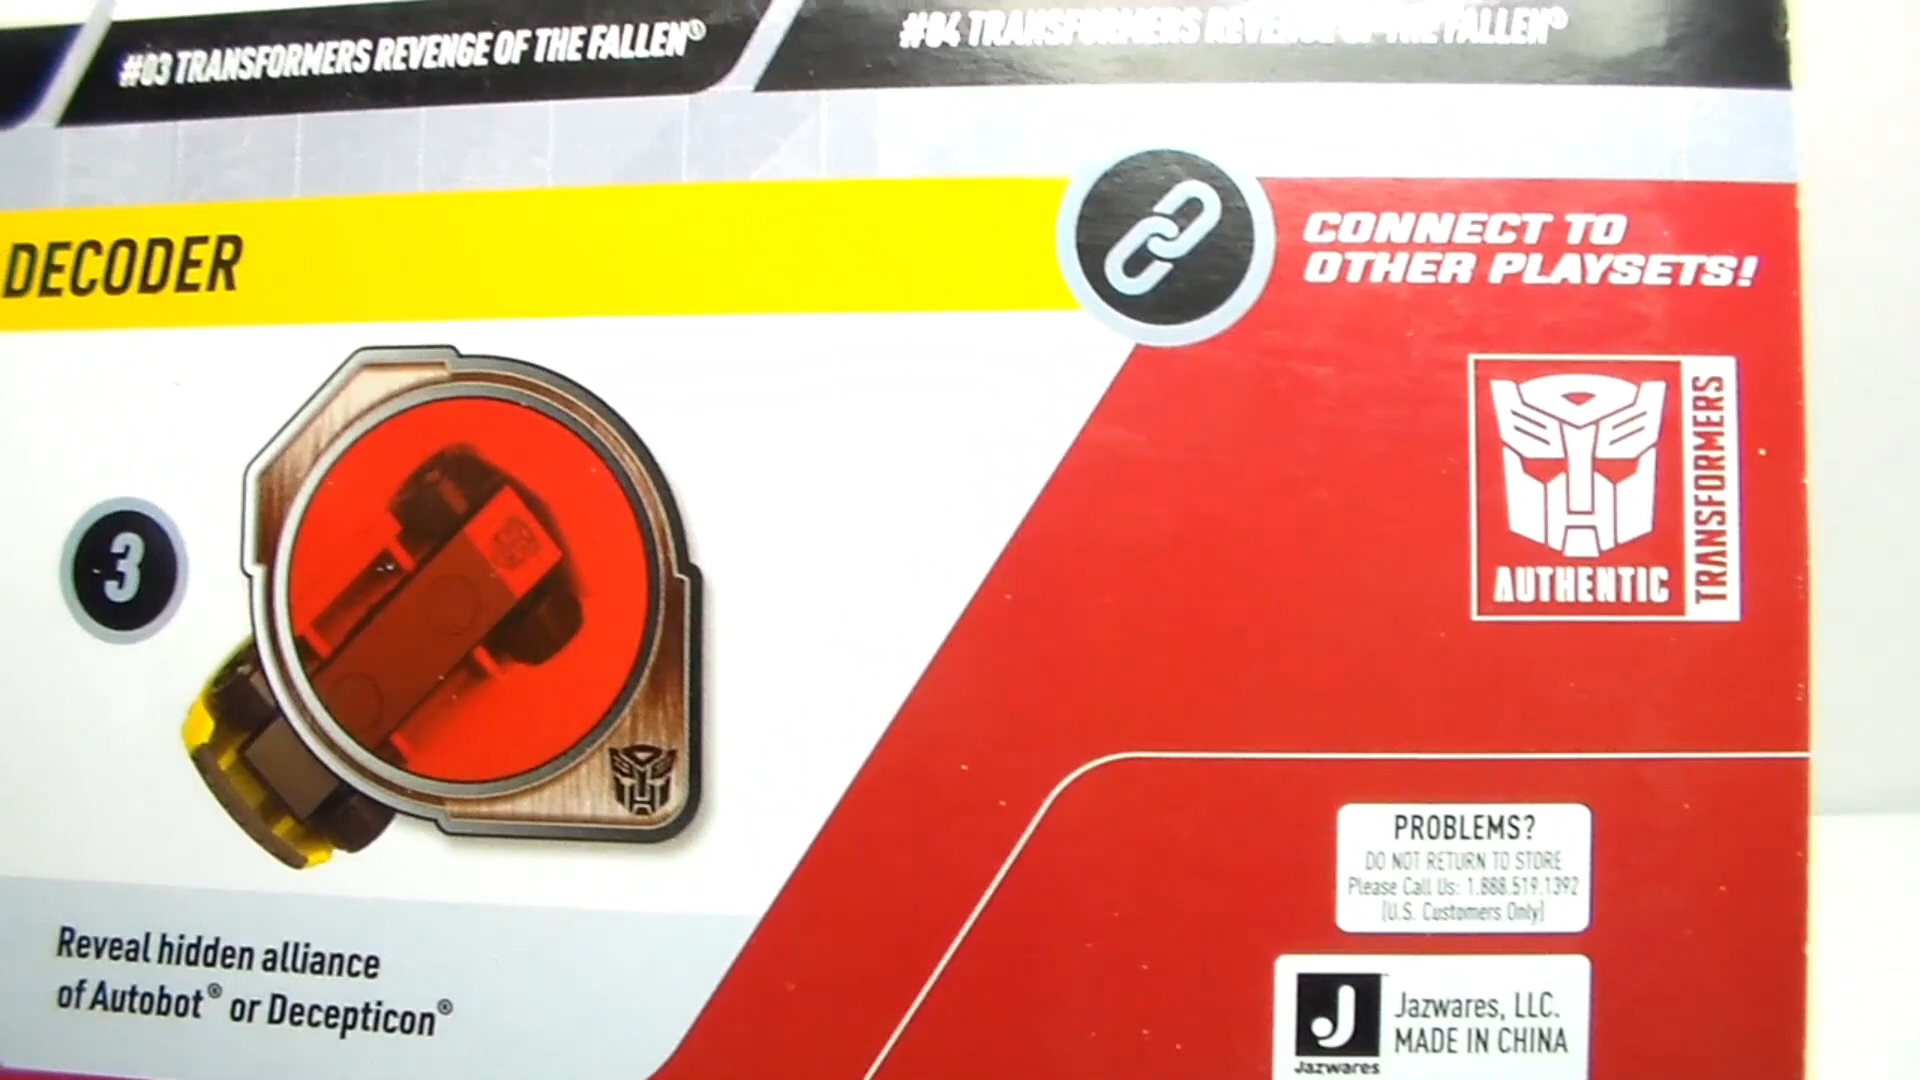 #03 TRANSFORMERS REVENGE OF THE FALLEN®
#04 TRANSFORMERS REVENGE OF THE FALLEN®
DECODER
CONNECT TO
OTHER PLAYSETS!
AUTHENTIC
TRANSFORMERS
3
Reveal hidden alliance
of Autobot® or Decepticon®
PROBLEMS?
DO NOT RETURN TO STORE
Please Call Us: 1.888.519.1392
(U.S. Customers Only)
J
Jazwares
Jazwares, LLC.
MADE IN CHINA